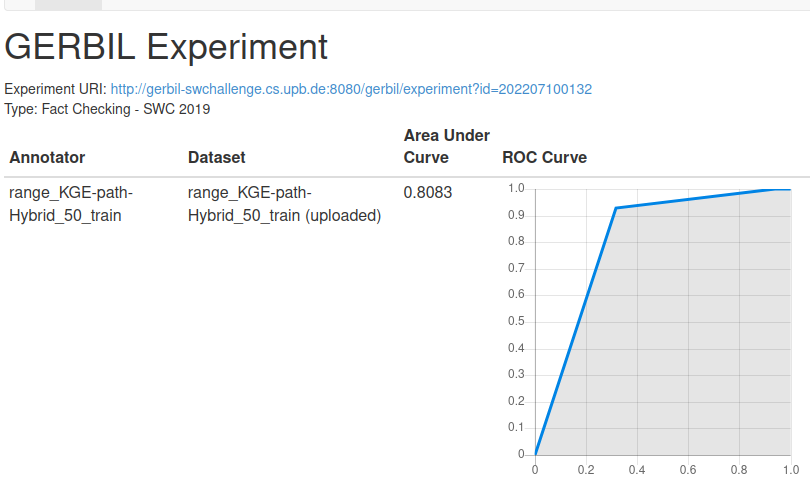 GERBIL Experiment
Experiment URI: http://gerbil-swchallenge.cs.upb.de:8080/gerbil/experiment?id=202207100132
Type: Fact Checking - SWC 2019
Annotator Dataset Area Under Curve ROC Curve
range_KGE-path-Hybrid_50_train range_KGE-path-Hybrid_50_train (uploaded) 0.8083
1.0
0.9
0.8
0.7
0.6
0.5
0.4
0.3
0.2
0.1
0
0 0.2 0.4 0.6 0.8 1.0